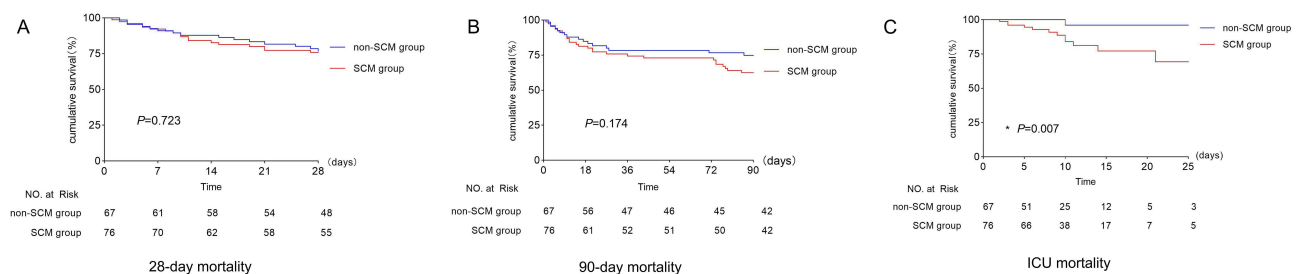 A
100
75
50
25
0
cumulative survival(%)
non-SCM group
SCM group
P=0.723
0 7 14 21 28
(days)
Time
NO. at Risk
non-SCM group 67 61 58 54 48
SCM group 76 70 62 58 55
28-day mortality
B
100
75
50
25
0
cumulative survival(%)
non-SCM group
SCM group
P=0.174
0 18 36 54 72 90
(days)
Time
NO. at Risk
non-SCM group 67 56 47 46 45 42
SCM group 76 61 52 51 50 42
90-day mortality
C
100
75
50
25
0
cumulative survival(%)
non-SCM group
SCM group
* P=0.007
0 5 10 15 20 25
(days)
Time
NO. at Risk
non-SCM group 67 51 25 12 5 3
SCM group 76 66 38 17 7 5
ICU mortality